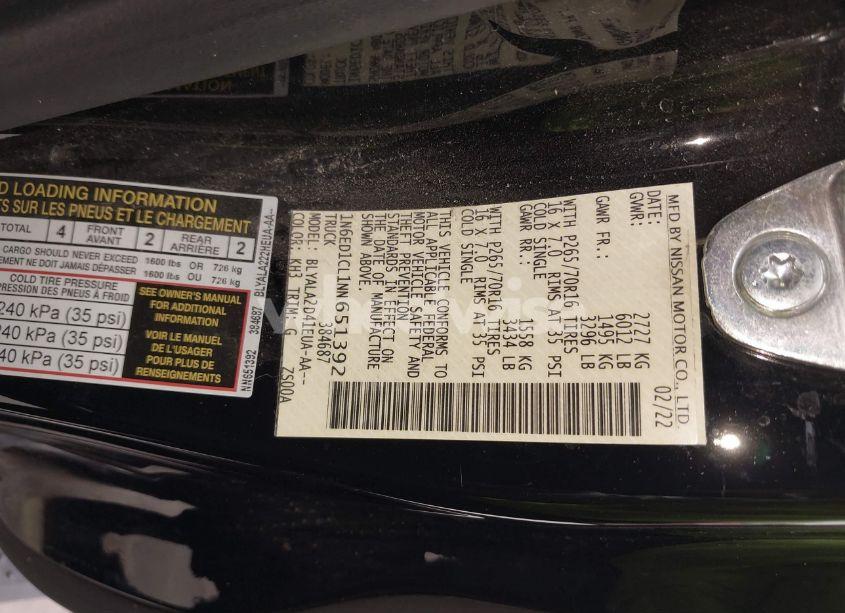 D LOADING INFORMATION
TS SUR LES PNEUS ET LE CHARGEMENT
TOTAL 4 FRONT AVANT 2 REAR ARRIÈRE 2
CARGO SHOULD NEVER EXCEED 1600 lbs OR 726 kg
NE DOIT JAMAIS DÉPASSER 1600 lbs OU 726 kg
COLD TIRE PRESSURE
PRESSION DES PNEUS À FROID
240 kPa (35 psi)
240 kPa (35 psi)
240 kPa (35 psi)
SEE OWNER'S MANUAL
FOR ADDITIONAL
INFORMATION
VOIR LE MANUEL
DE L'USAGER
POUR PLUS DE
RENSEIGNEMENTS
NN651392 384687
MFD BY NISSAN MOTOR CO., LTD.
DATE: 02/22
GVWR: 2727 KG
6012 LB
GAWR FR.: 1495 KG
3296 LB
WITH P265/70R16 TIRES
16 X 7.0 RIMS AT 35 PSI
COLD SINGLE
GAWR RR.: 1558 KG
3434 LB
WITH P265/70R16 TIRES
16 X 7.0 RIMS AT 35 PSI
COLD SINGLE
THIS VEHICLE CONFORMS TO
ALL APPLICABLE FEDERAL
MOTOR VEHICLE SAFETY AND
THEFT PREVENTION
STANDARDS IN EFFECT ON
THE DATE OF MANUFACTURE
SHOWN ABOVE.
1N6ED1CL1NN651392
TRUCK 384687
MODEL: BLYALA2D41EUA-AA--
COLOR: KH3 TRIM: G Z500A